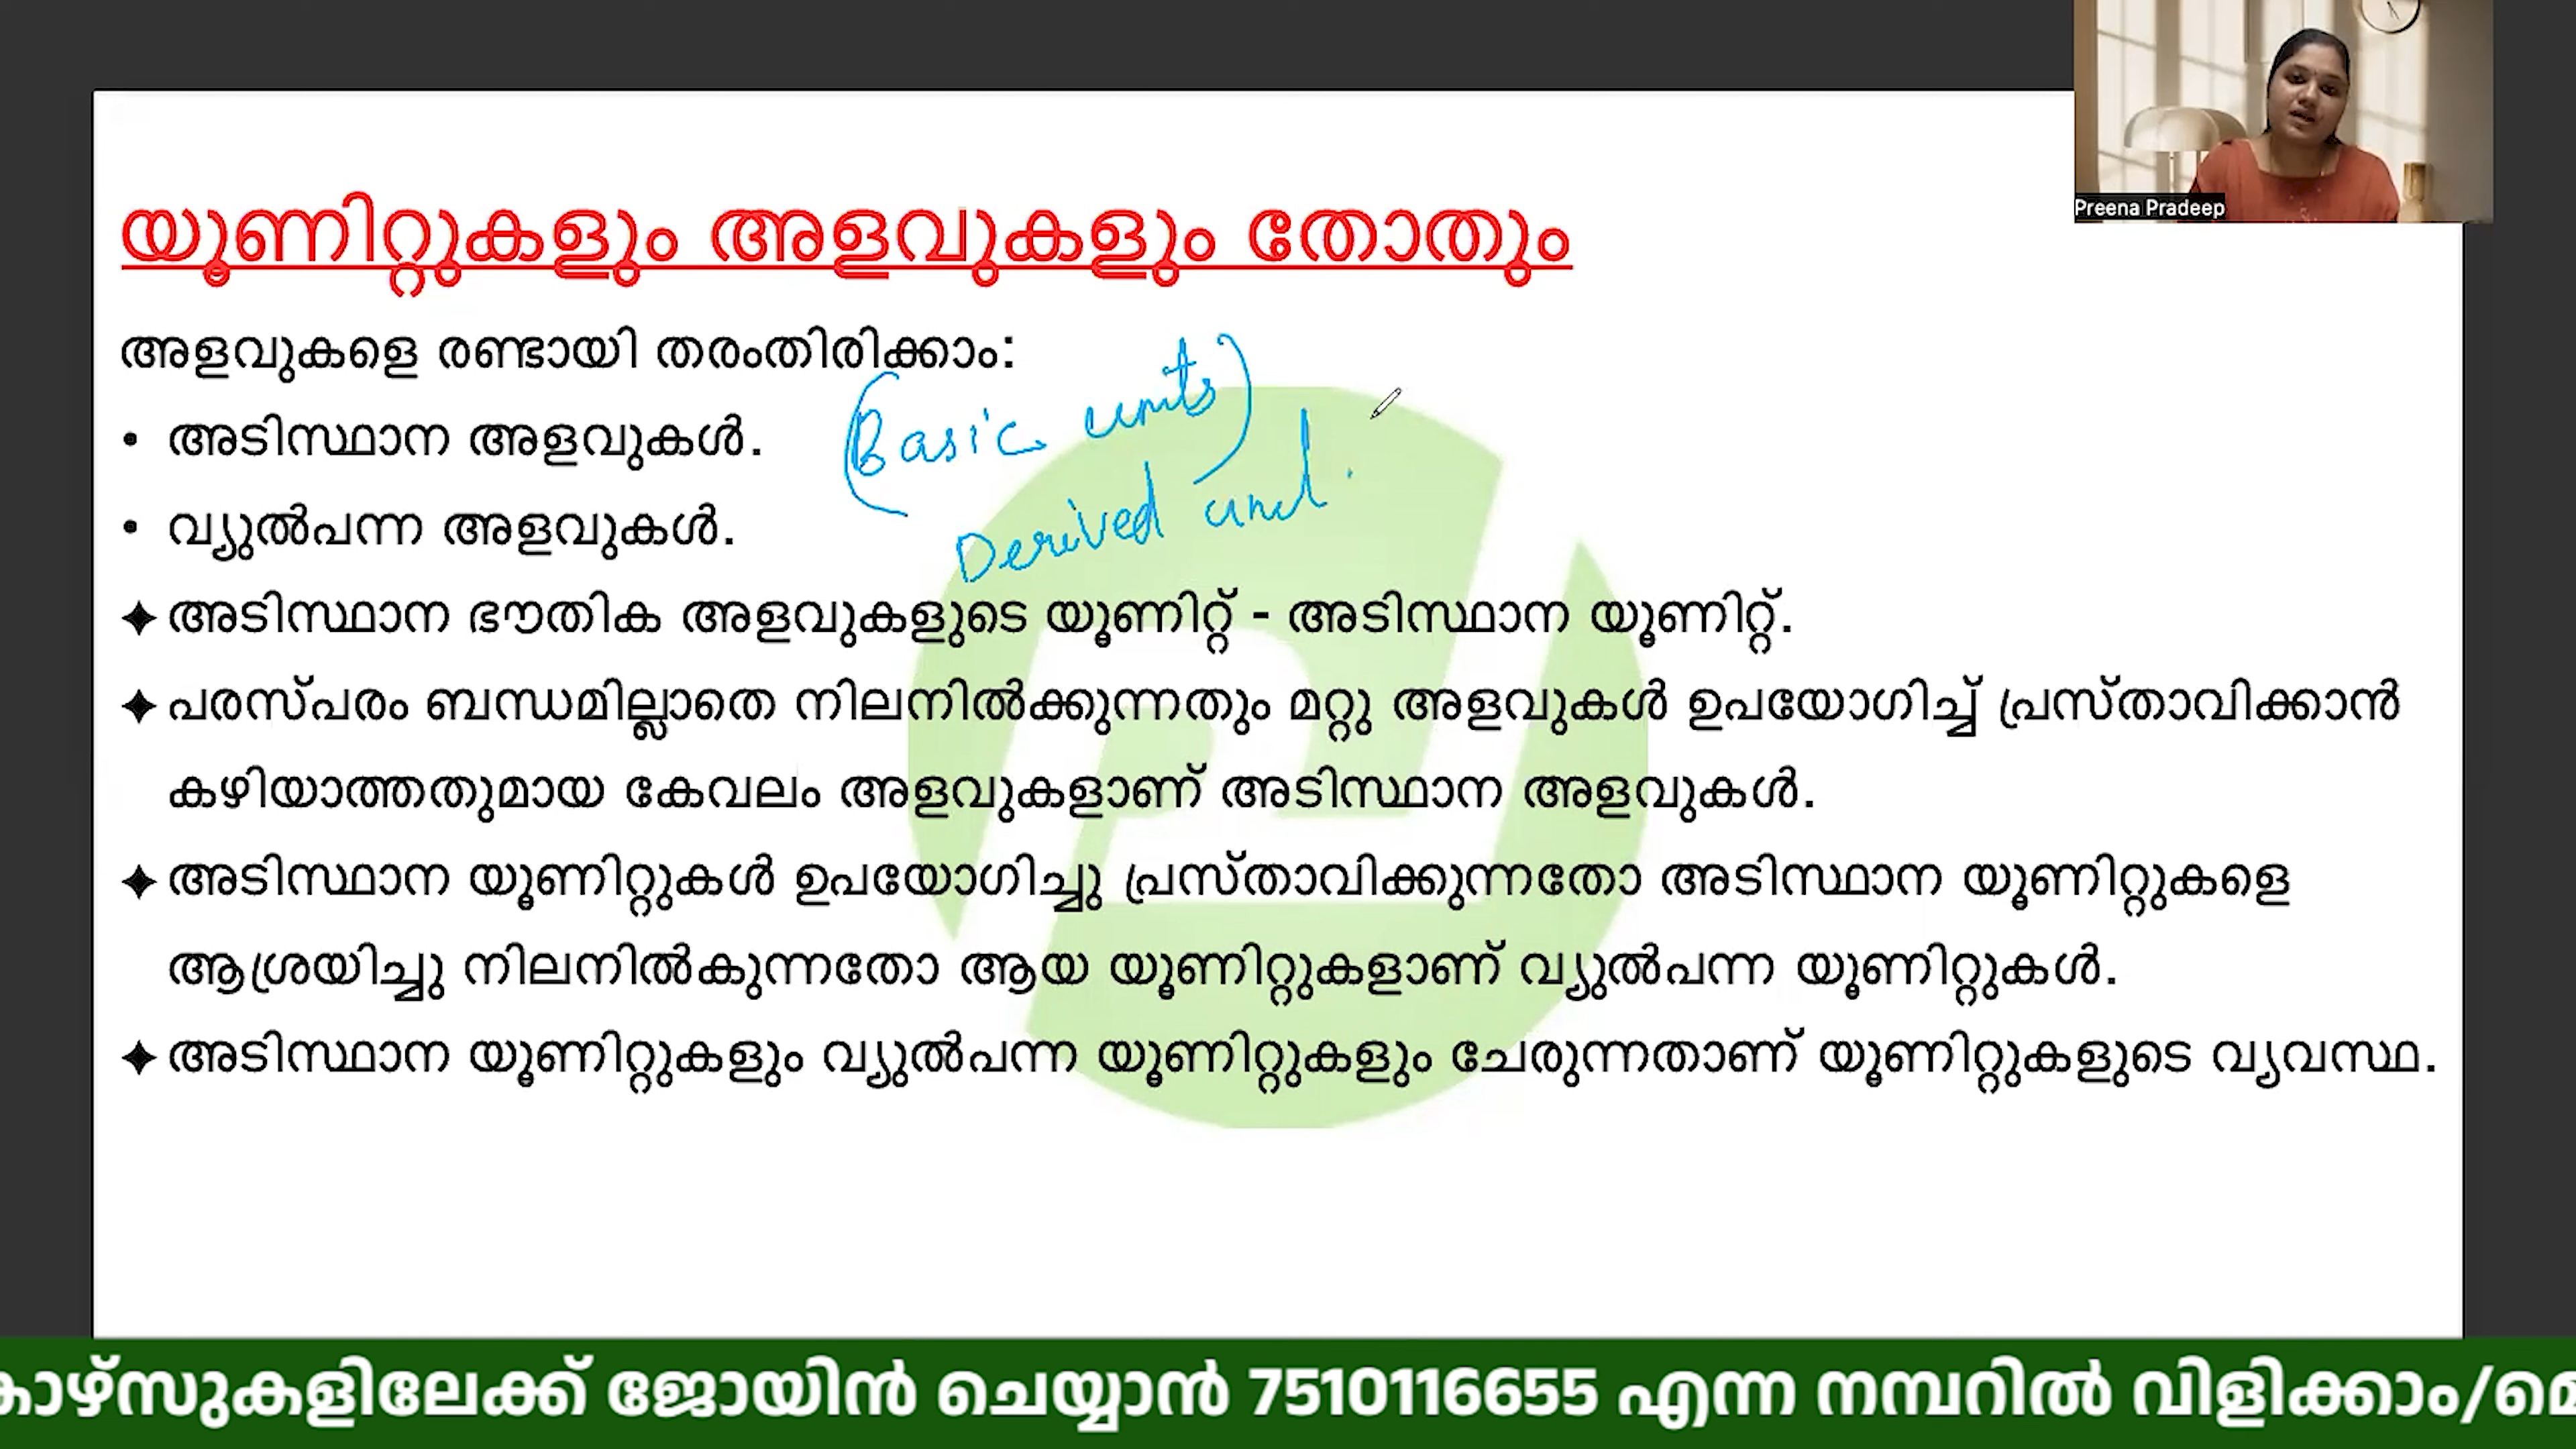 Preena Pradeep
യൂണിറ്റുകളും അളവുകളും തോതും
അളവുകളെ രണ്ടായി തരംതിരിക്കാം:
• അടിസ്ഥാന അളവുകൾ.
(Basic units)
• വ്യുൽപന്ന അളവുകൾ.
Derived unit.
✦ അടിസ്ഥാന ഭൗതിക അളവുകളുടെ യൂണിറ്റ് - അടിസ്ഥാന യൂണിറ്റ്.
✦ പരസ്പരം ബന്ധമില്ലാതെ നിലനിൽക്കുന്നതും മറ്റു അളവുകൾ ഉപയോഗിച്ച് പ്രസ്താവിക്കാൻ
കഴിയാത്തതുമായ കേവലം അളവുകളാണ് അടിസ്ഥാന അളവുകൾ.
✦ അടിസ്ഥാന യൂണിറ്റുകൾ ഉപയോഗിച്ചു പ്രസ്താവിക്കുന്നതോ അടിസ്ഥാന യൂണിറ്റുകളെ
ആശ്രയിച്ചു നിലനിൽകുന്നതോ ആയ യൂണിറ്റുകളാണ് വ്യുൽപന്ന യൂണിറ്റുകൾ.
✦ അടിസ്ഥാന യൂണിറ്റുകളും വ്യുൽപന്ന യൂണിറ്റുകളും ചേരുന്നതാണ് യൂണിറ്റുകളുടെ വ്യവസ്ഥ.
കാഴ്സുകളിലേക്ക് ജോയിൻ ചെയ്യാൻ 7510116655 എന്ന നമ്പറിൽ വിളിക്കാം/മെ